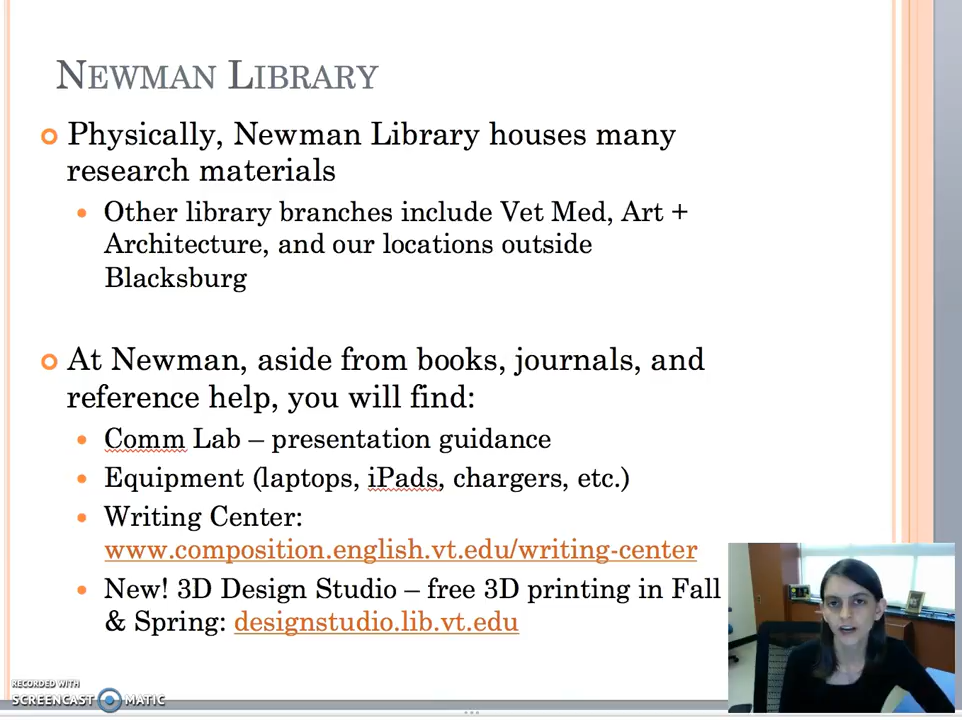 NEWMAN LIBRARY
Physically, Newman Library houses many
research materials
Other library branches include Vet Med, Art +
Architecture, and our locations outside
Blacksburg
At Newman, aside from books, journals, and
reference help, you will find:
Comm Lab – presentation guidance
Equipment (laptops, iPads, chargers, etc.)
Writing Center:
www.composition.english.vt.edu/writing-center
New! 3D Design Studio – free 3D printing in Fall
& Spring: designstudio.lib.vt.edu
RECORDED WITH
SCREENCAST MATIC